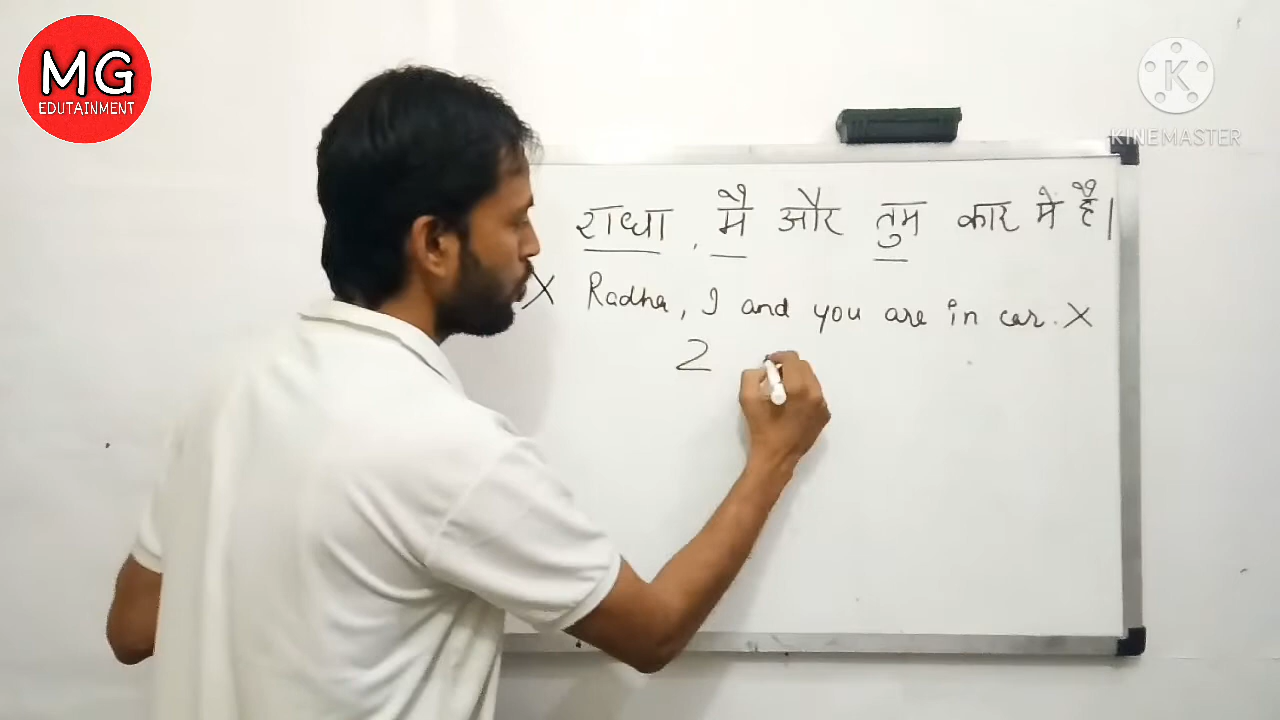 MG
EDUTAINMENT
KINEMASTER
राधा, मै और तुम कार मे है।
X Radha, I and you are in car. X
2